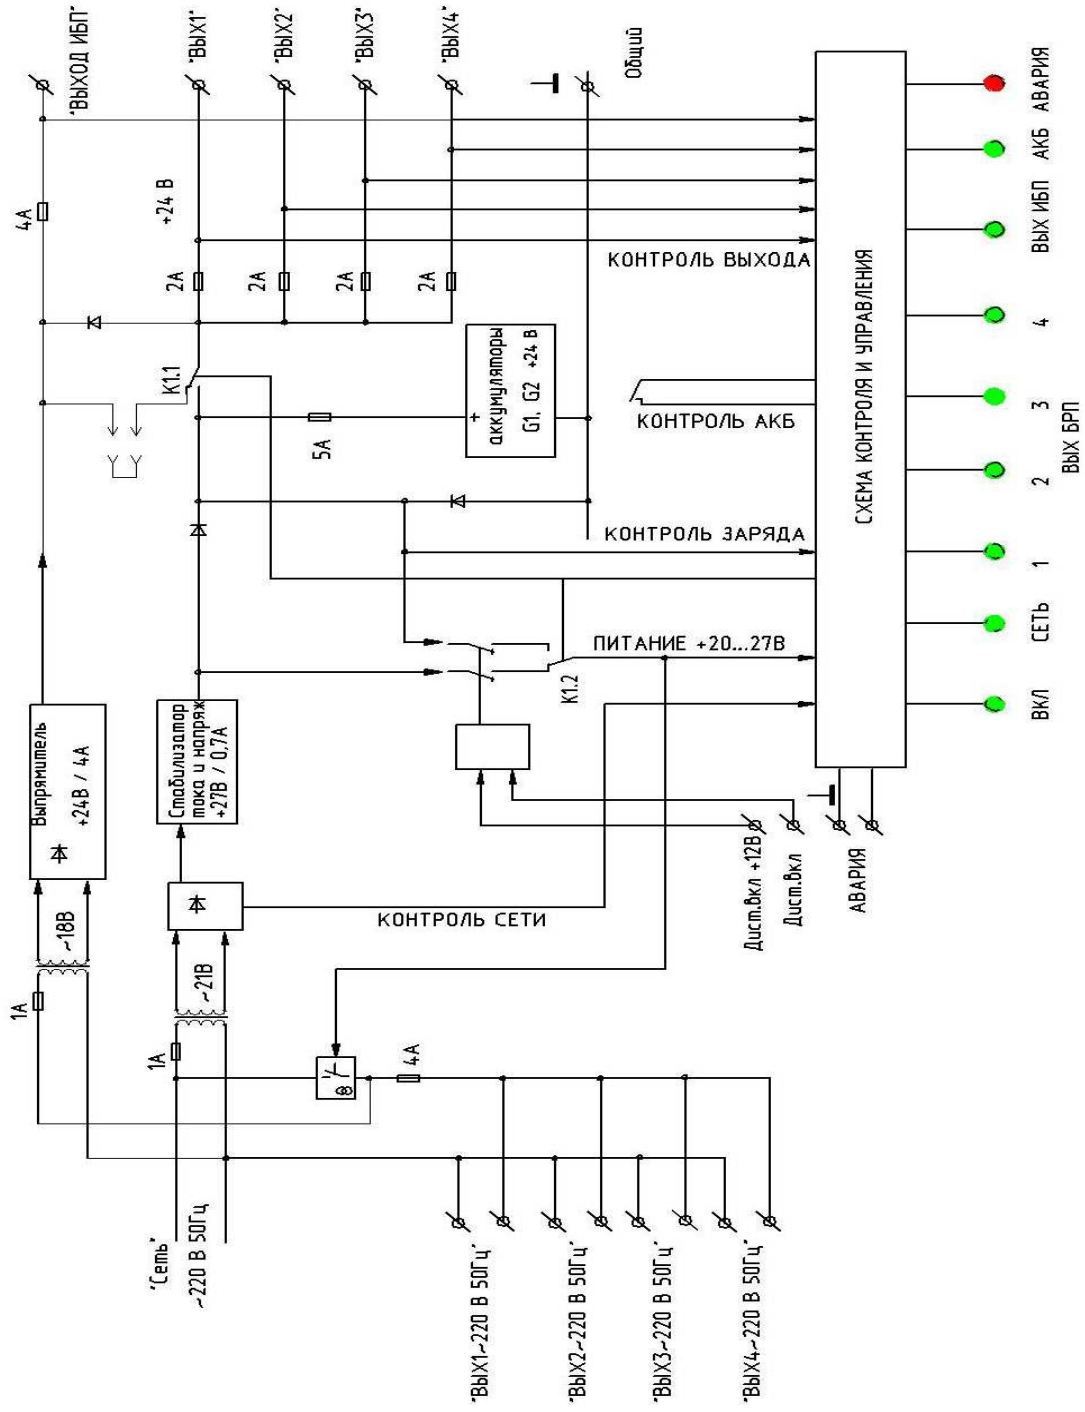 "Сеть"
~220 В 50Гц
1А
~18В
1А
~21В
Выпрямитель
+24В / 4А
Стабилизатор
тока и напряж
+27В / 0,7А
4А
"ВЫХОД ИБП"
К1.1
+24 В
2А
"ВЫХ1"
2А
"ВЫХ2"
2А
"ВЫХ3"
2А
"ВЫХ4"
5А
+
аккумуляторы
G1, G2 +24 В
Общий
4А
"ВЫХ1~220 В 50Гц"
"ВЫХ2~220 В 50Гц"
"ВЫХ3~220 В 50Гц"
"ВЫХ4~220 В 50Гц"
КОНТРОЛЬ СЕТИ
К1.2
ПИТАНИЕ +20...27В
КОНТРОЛЬ ЗАРЯДА
КОНТРОЛЬ АКБ
КОНТРОЛЬ ВЫХОДА
Дист.Вкл +12В
Дист.Вкл
АВАРИЯ
СХЕМА КОНТРОЛЯ И УПРАВЛЕНИЯ
ВКЛ
СЕТЬ
1
2
3
4
ВЫХ ИБП
АКБ
АВАРИЯ
ВЫХ БРП